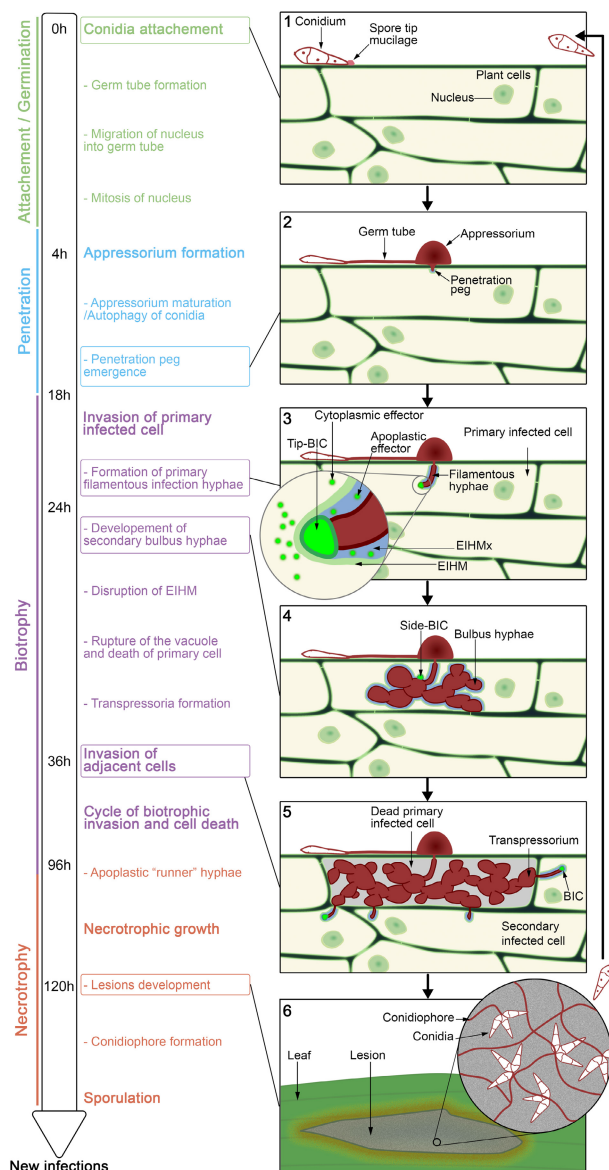 0h
4h
18h
24h
36h
96h
120h
New infections
Attachement / Germination
Penetration
Biotrophy
Necrotrophy
Conidia attachement
- Germ tube formation
- Migration of nucleus
into germ tube
- Mitosis of nucleus
Appressorium formation
- Appressorium maturation
/Autophagy of conidia
- Penetration peg
emergence
Invasion of primary
infected cell
- Formation of primary
filamentous infection hyphae
- Developement of
secondary bulbus hyphae
- Disruption of EIHM
- Rupture of the vacuole
and death of primary cell
- Transpressoria formation
Invasion of
adjacent cells
Cycle of biotrophic
invasion and cell death
- Apoplastic “runner” hyphae
Necrotrophic growth
- Lesions development
- Conidiophore formation
Sporulation
1
Conidium
Spore tip
mucilage
Plant cells
Nucleus
2
Germ tube
Appressorium
Penetration
peg
3
Cytoplasmic effector
Tip-BIC
Apoplastic
effector
Primary infected cell
Filamentous
hyphae
EIHMx
EIHM
4
Side-BIC
Bulbus hyphae
5
Dead primary
infected cell
Transpressorium
BIC
Secondary
infected cell
6
Conidiophore
Conidia
Leaf
Lesion